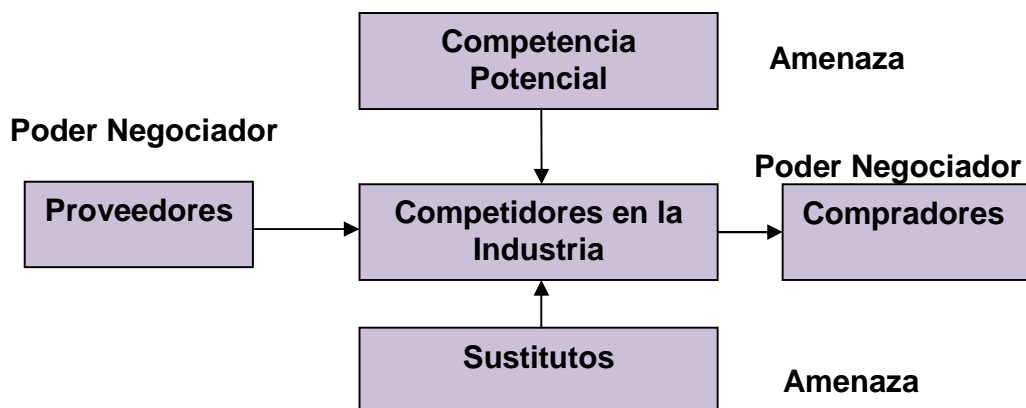 Competencia
Potencial
Amenaza
Poder Negociador
Poder Negociador
Proveedores
Competidores en la
Industria
Compradores
Sustitutos
Amenaza